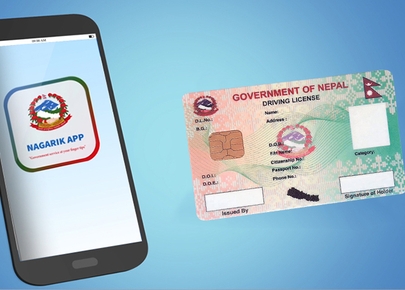 NAGARIK APP
GOVERNMENT OF NEPAL
DRIVING LICENSE
D.L.No.:
B.G.:
Name:
Address :
D.O.B.:
F/H Name:
Citizenship No.:
Passport No.:
Phone No.:
Category:
D.O.I.:
D.O.E.:
Issued By
Signature of Holder